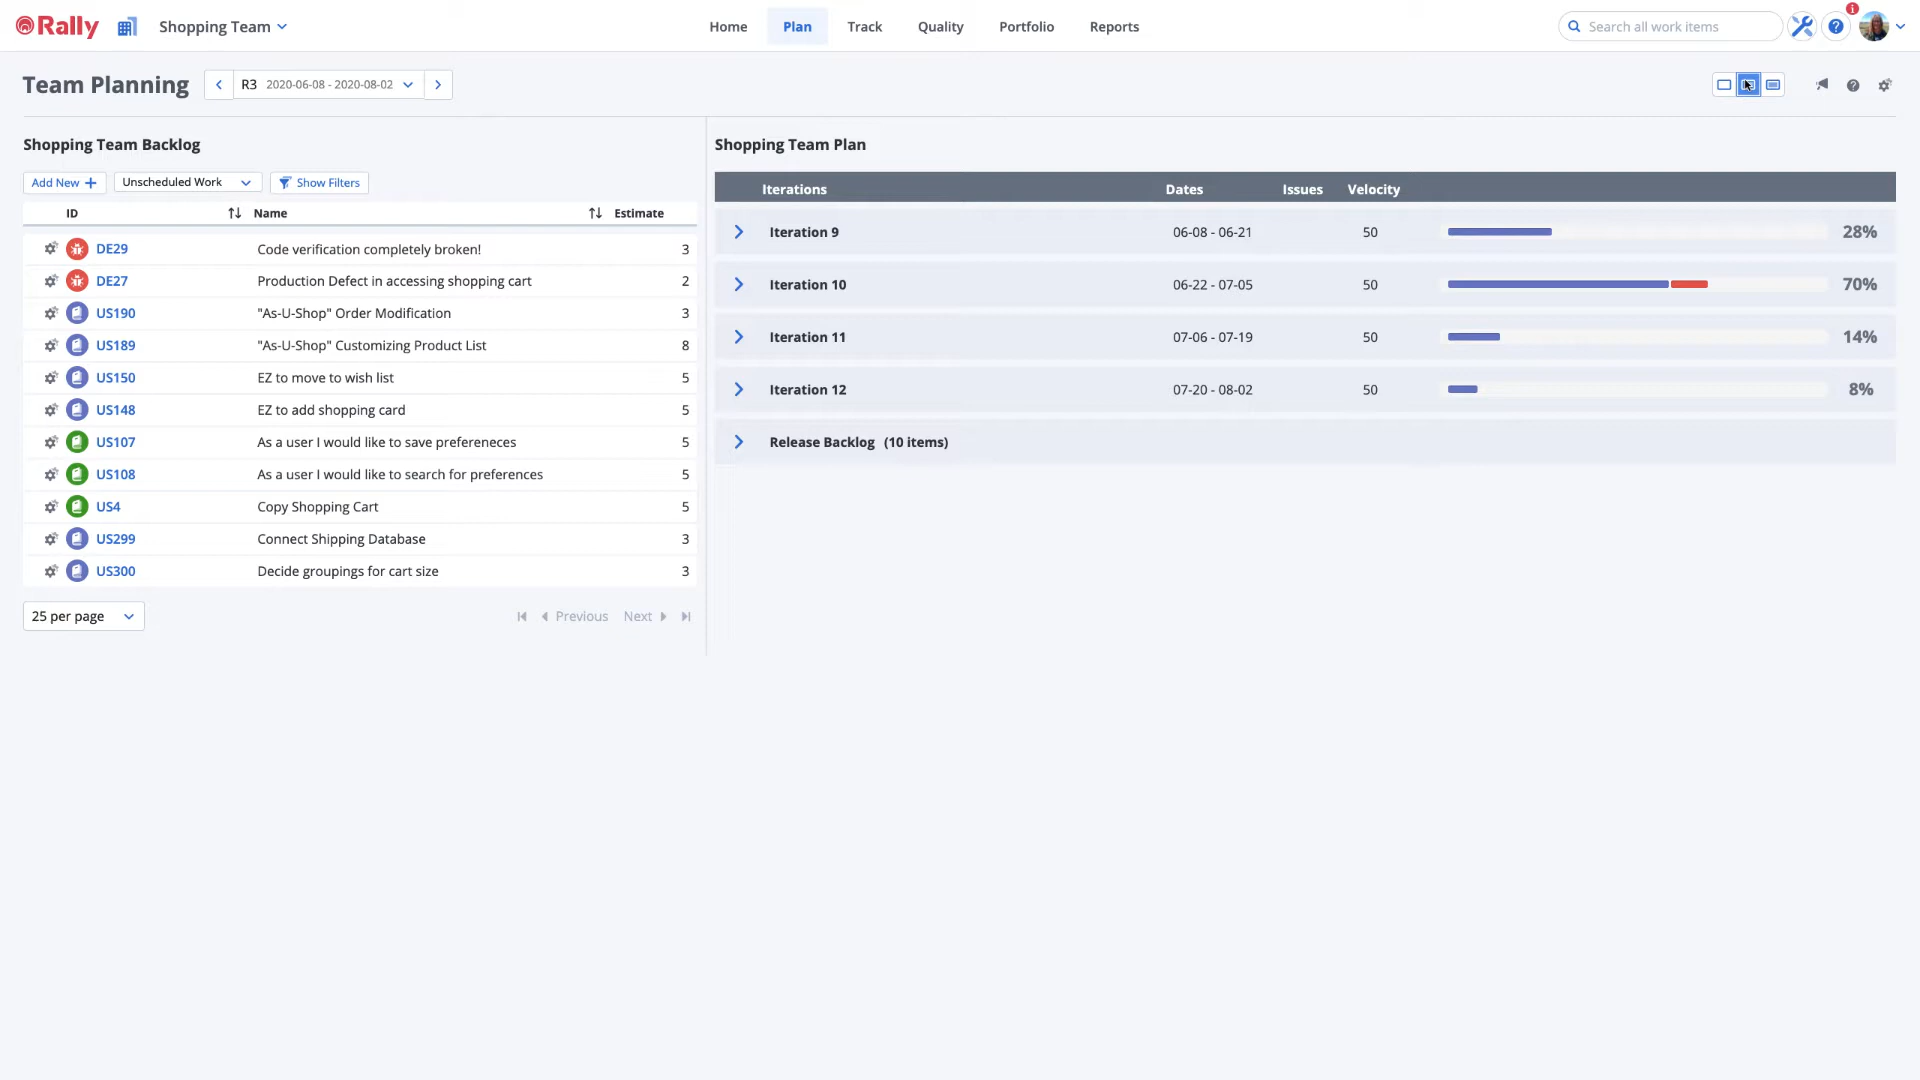 Rally Shopping Team Home Plan Track Quality Portfolio Reports Search all work items i ?
Team Planning R3 2020-06-08 - 2020-08-02 ?
Shopping Team Backlog
Add New + Unscheduled Work Show Filters
ID Name Estimate
DE29 Code verification completely broken! 3
DE27 Production Defect in accessing shopping cart 2
US190 "As-U-Shop" Order Modification 3
US189 "As-U-Shop" Customizing Product List 8
US150 EZ to move to wish list 5
US148 EZ to add shopping card 5
US107 As a user I would like to save prefereneces 5
US108 As a user I would like to search for preferences 5
US4 Copy Shopping Cart 5
US299 Connect Shipping Database 3
US300 Decide groupings for cart size 3
25 per page Previous Next
Shopping Team Plan
Iterations Dates Issues Velocity
Iteration 9 06-08 - 06-21 50 28%
Iteration 10 06-22 - 07-05 50 70%
Iteration 11 07-06 - 07-19 50 14%
Iteration 12 07-20 - 08-02 50 8%
Release Backlog (10 items)